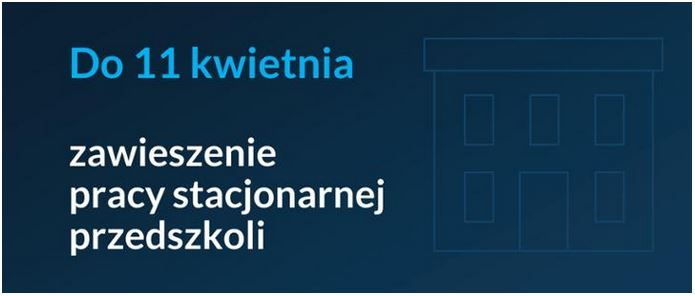 Do 11 kwietnia
zawieszenie
pracy stacjonarnej
przedszkoli